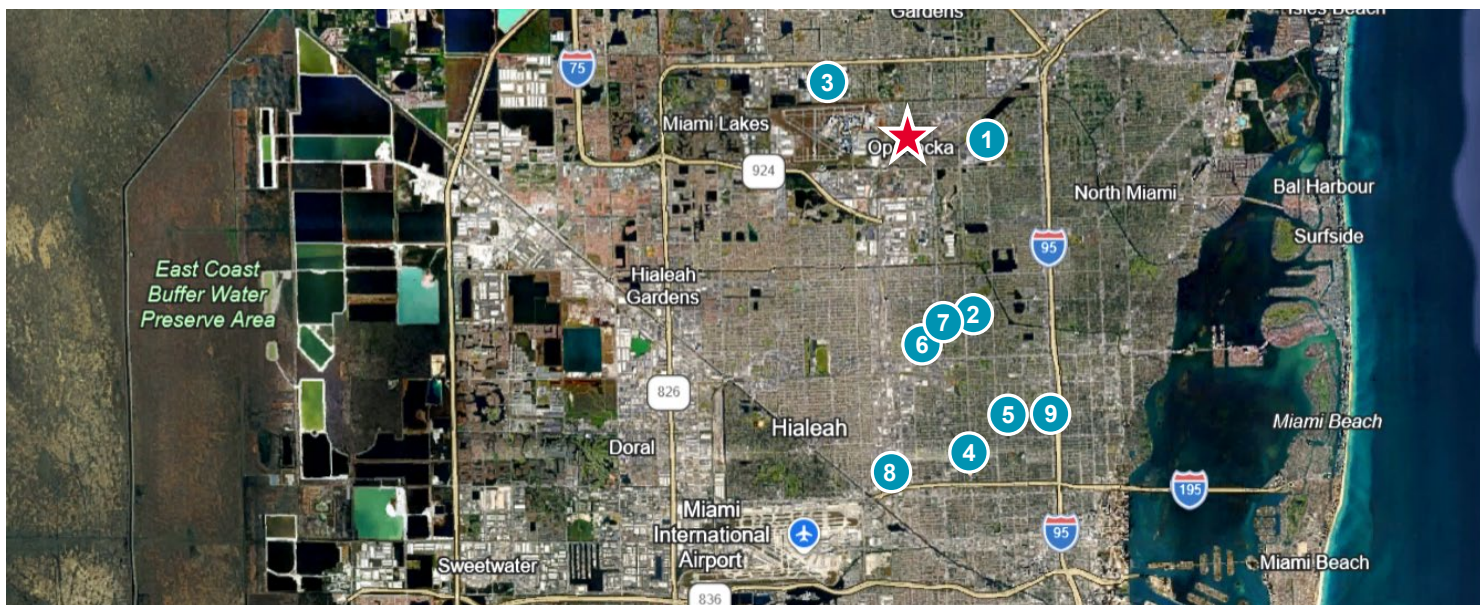 Gardens
Isles Beach
75
3
Miami Lakes
1
Op
cka
924
North Miami
Bal Harbour
Surfside
95
East Coast
Buffer Water
Preserve Area
Hialeah
Gardens
2
7
6
826
Hialeah
Doral
5
9
Miami Beach
4
8
195
Miami
International
Airport
95
Sweetwater
Miami Beach
836